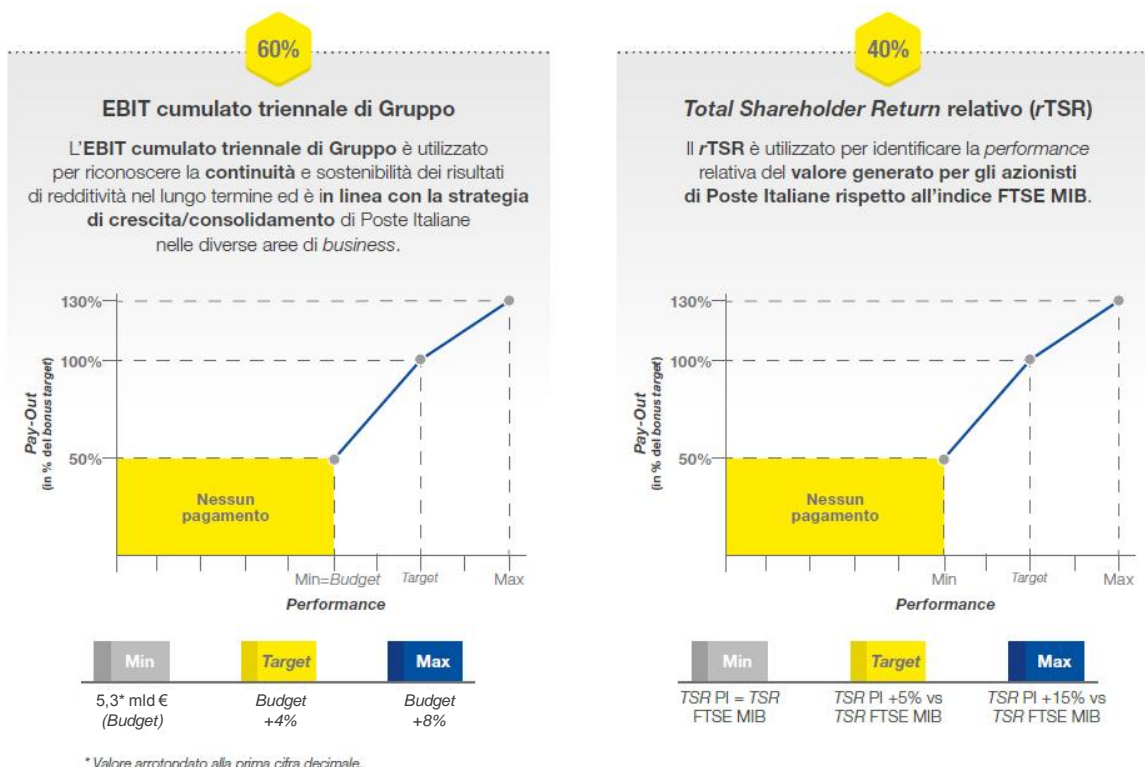 60%
EBIT cumulato triennale di Gruppo
L'EBIT cumulato triennale di Gruppo è utilizzato
per riconoscere la continuità e sostenibilità dei risultati
di redditività nel lungo termine ed è in linea con la strategia
di crescita/consolidamento di Poste Italiane
nelle diverse aree di business.
130%
100%
50%
Pay-Out
(in % del bonus target)
Nessun
pagamento
Min=Budget Target Max
Performance
Min Target Max
5,3* mld € Budget Budget
(Budget) +4% +8%
* Valore arrotondato alla prima cifra decimale.
40%
Total Shareholder Return relativo (rTSR)
Il rTSR è utilizzato per identificare la performance
relativa del valore generato per gli azionisti
di Poste Italiane rispetto all'indice FTSE MIB.
130%
100%
50%
Pay-Out
(in % del bonus target)
Nessun
pagamento
Min Target Max
Performance
Min Target Max
TSR PI = TSR TSR PI +5% vs TSR PI +15% vs
FTSE MIB TSR FTSE MIB TSR FTSE MIB